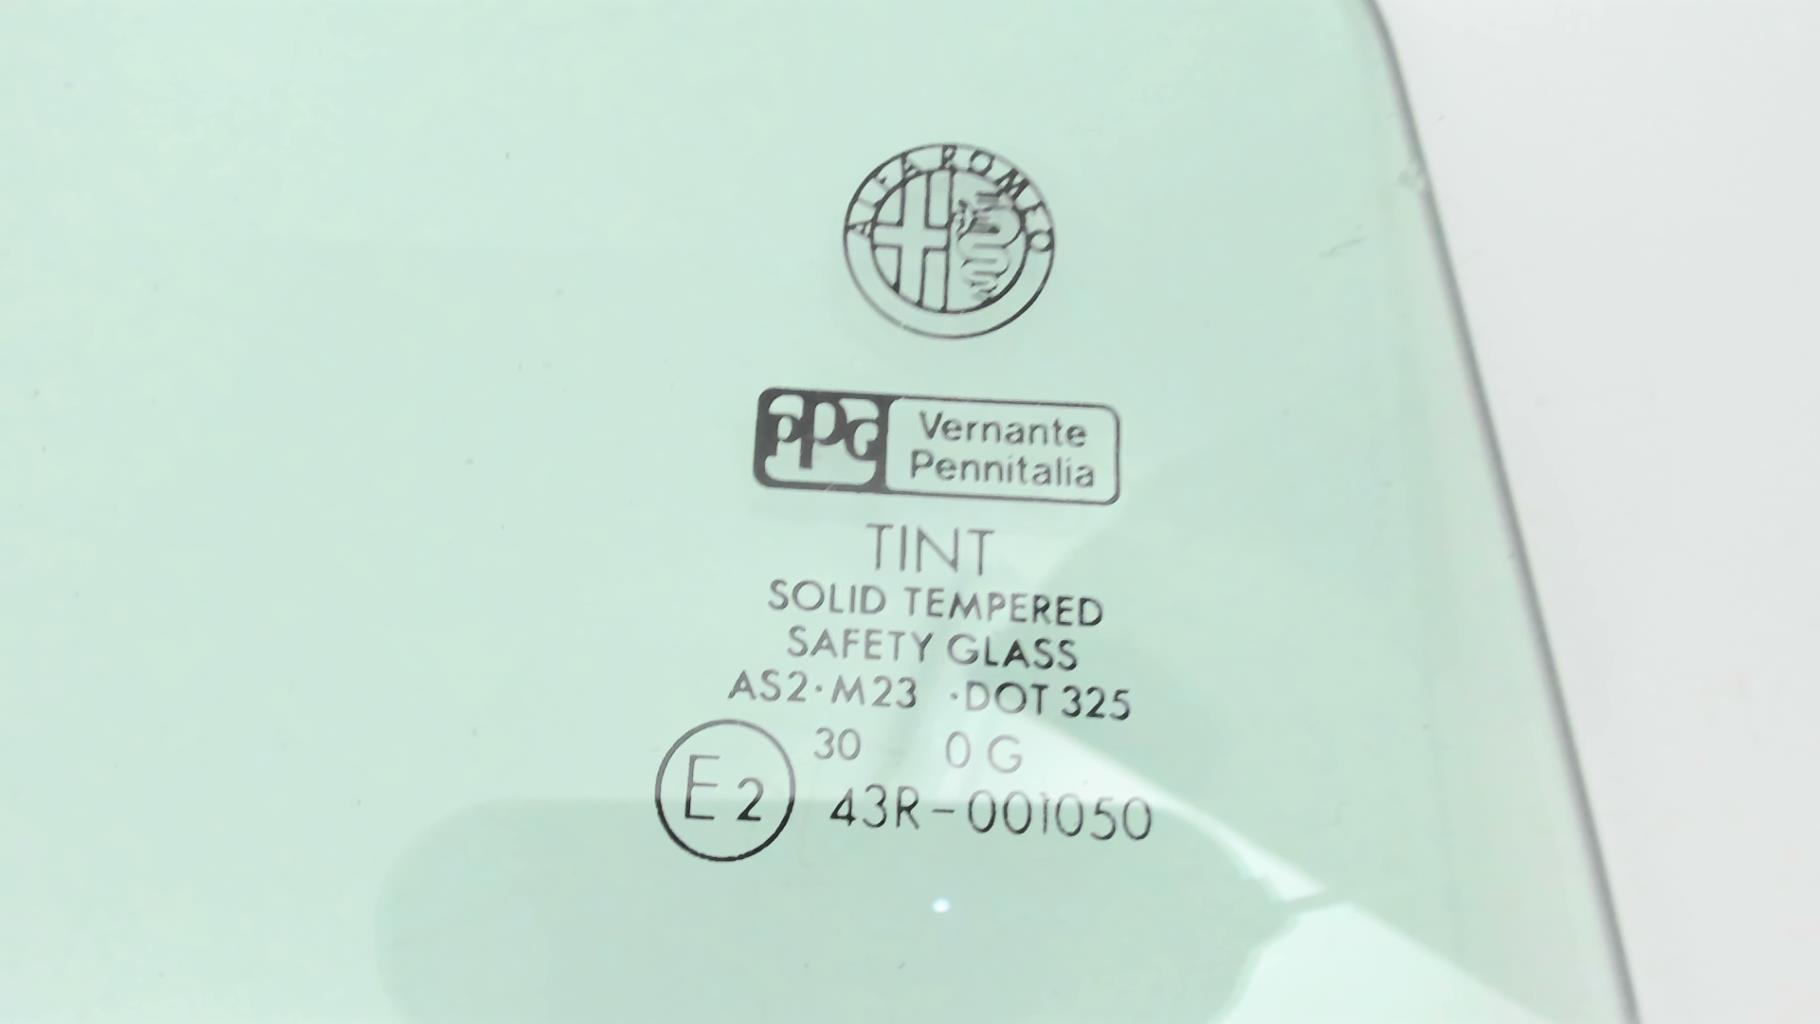 ALFA ROMEO
PPG
Vernante
Pennitalia
TINT
SOLID TEMPERED
SAFETY GLASS
AS2·M23 ·DOT 325
30 0 G
E2 43R-001050